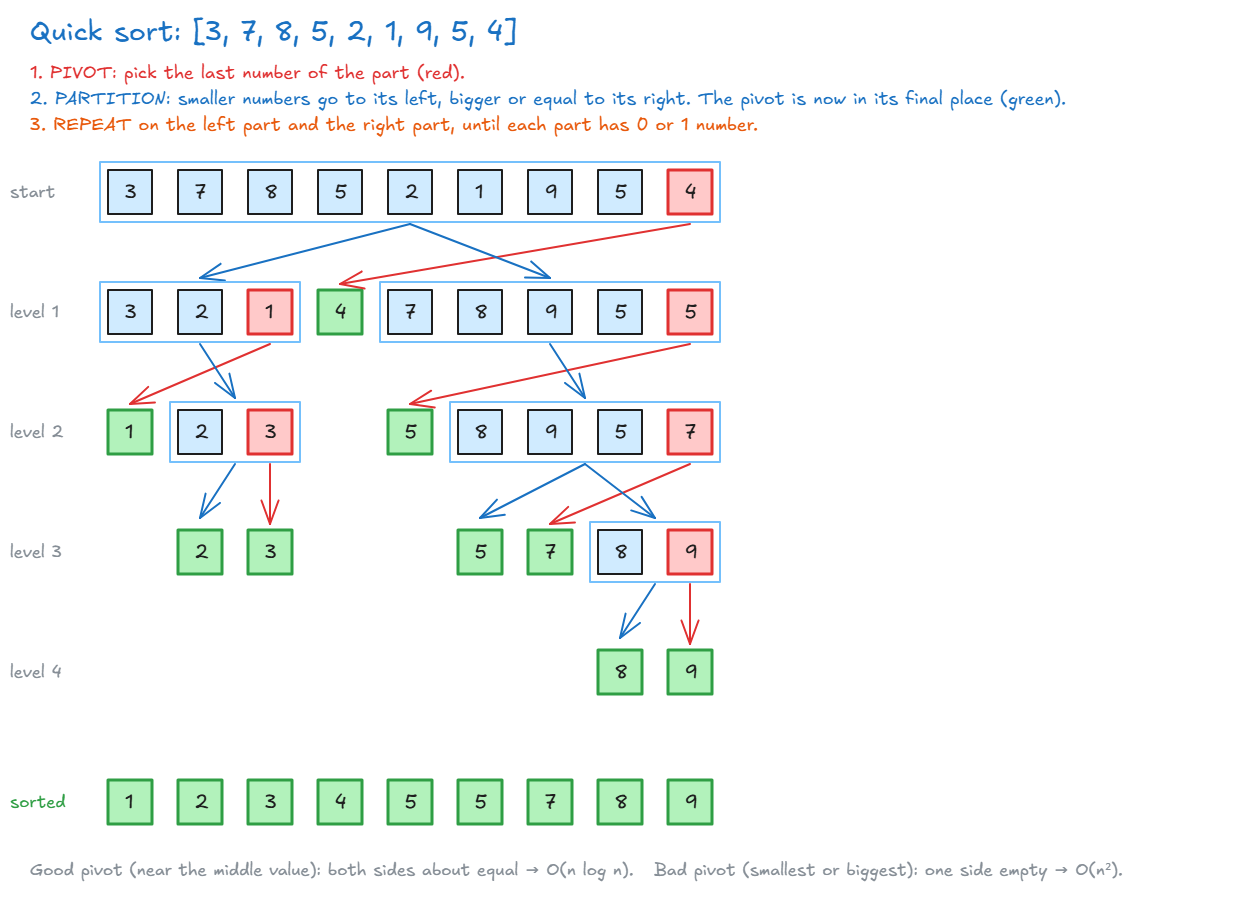 Quick sort: [3, 7, 8, 5, 2, 1, 9, 5, 4]
1. PIVOT: pick the last number of the part (red).
2. PARTITION: smaller numbers go to its left, bigger or equal to its right. The pivot is now in its final place (green).
3. REPEAT on the left part and the right part, until each part has 0 or 1 number.
start 3 7 8 5 2 1 9 5 4
level 1 3 2 1 4 7 8 9 5 5
level 2 1 2 3 5 8 9 5 7
level 3 2 3 5 7 8 9
level 4 8 9
sorted 1 2 3 4 5 5 7 8 9
Good pivot (near the middle value): both sides about equal → O(n log n). Bad pivot (smallest or biggest): one side empty → O(n²).